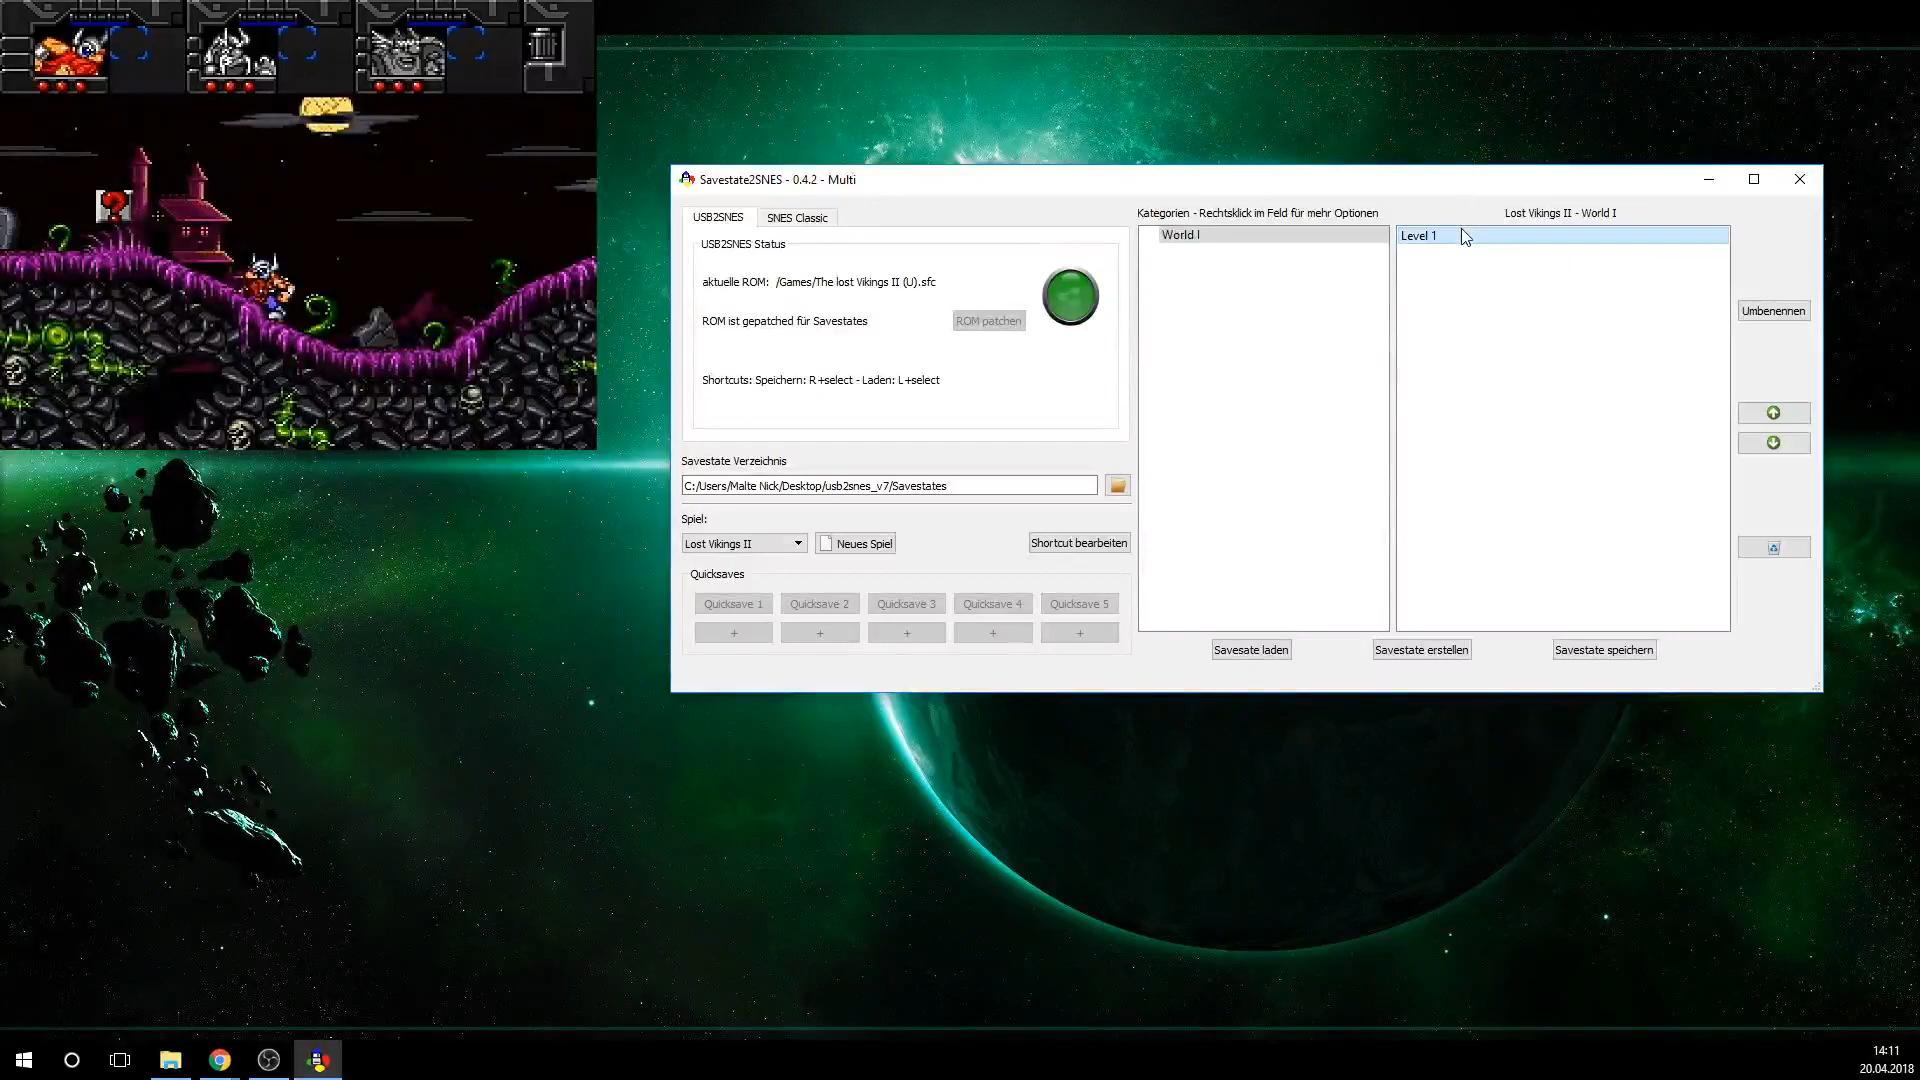 Savestate2SNES - 0.4.2 - Multi
USB2SNES
SNES Classic
Kategorien - Rechtsklick im Feld für mehr Optionen
Lost Vikings II - World I
World I
Level 1
USB2SNES Status
aktuelle ROM: /Games/The lost Vikings II (U).sfc
ROM ist gepatched für Savestates
ROM patchen
Umbenennen
Shortcuts: Speichern: R+select - Laden: L+select
Savestate Verzeichnis
C:/Users/Malte Nick/Desktop/usb2snes_v7/Savestates
Spiel:
Lost Vikings II
Neues Spiel
Shortcut bearbeiten
Quicksaves
Quicksave 1
Quicksave 2
Quicksave 3
Quicksave 4
Quicksave 5
+
+
+
+
+
Savesate laden
Savestate erstellen
Savestate speichern
?
14:11
20.04.2018